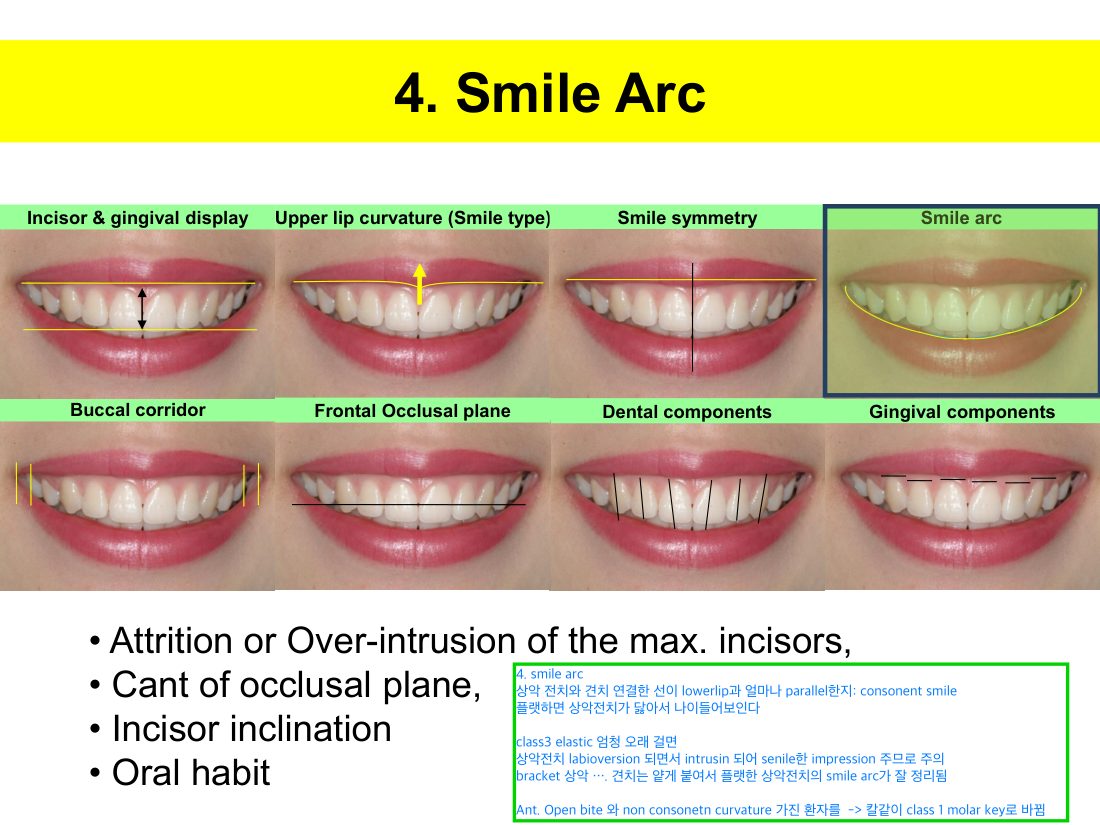 4. Smile Arc
Incisor & gingival display
Upper lip curvature (Smile type)
Smile symmetry
Smile arc
Buccal corridor
Frontal Occlusal plane
Dental components
Gingival components
• Attrition or Over-intrusion of the max. incisors,
• Cant of occlusal plane,
• Incisor inclination
• Oral habit
4. smile arc
상악 전치와 견치 연결한 선이 lowerlip과 얼마나 parallel한지: consonent smile
플랫하면 상악전치가 닳아서 나이들어보인다
class3 elastic 엄청 오래 걸면
상악전치 labioversion 되면서 intrusin 되어 senile한 impression 주므로 주의
bracket 상악 …. 견치는 얕게 붙여서 플랫한 상악전치의 smile arc가 잘 정리됨
Ant. Open bite 와 non consonetn curvature 가진 환자를 -> 칼같이 class 1 molar key로 바뀜